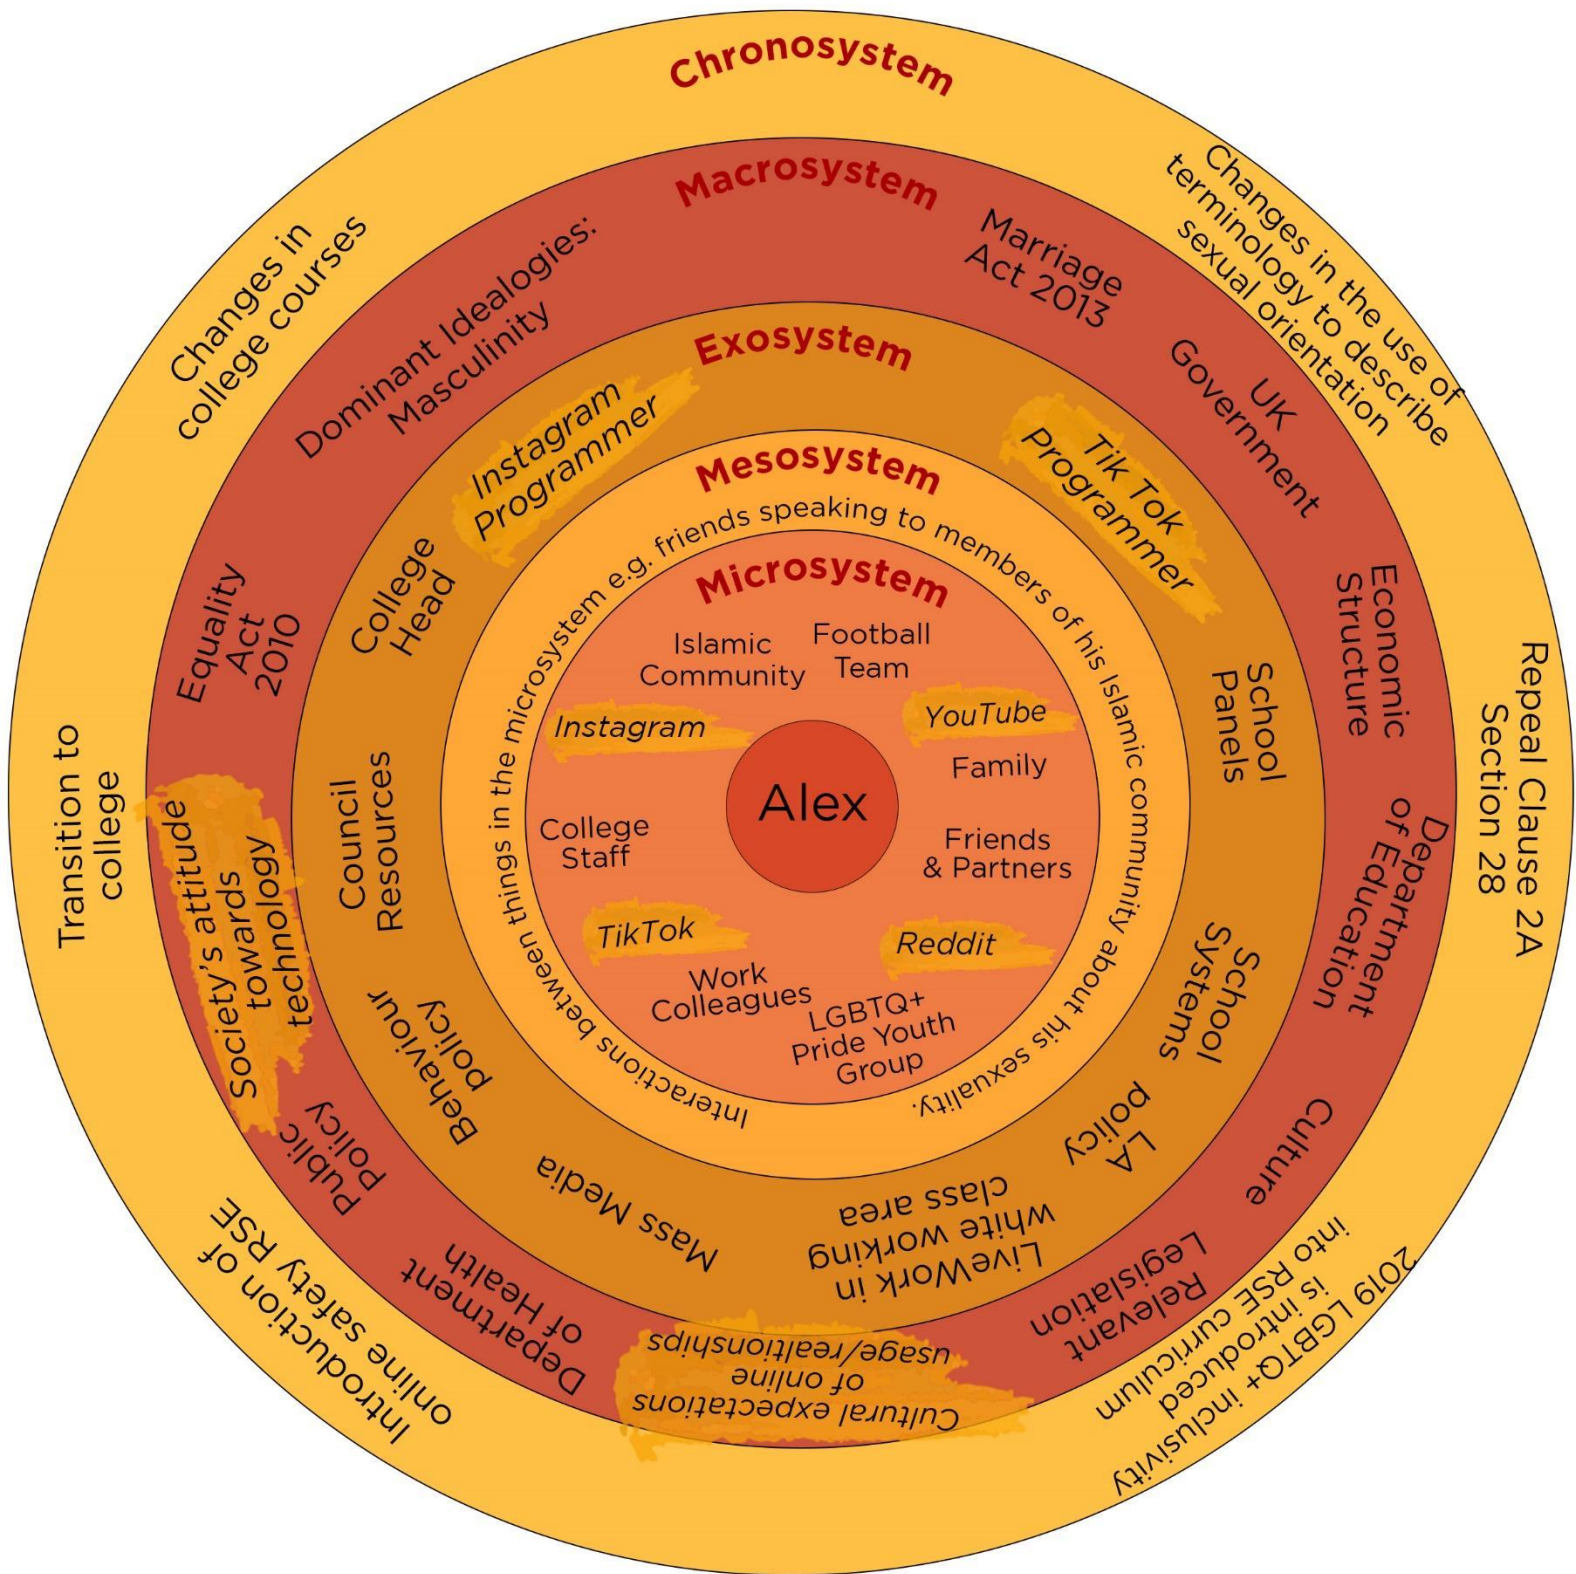 Chronosystem
Changes in the use of
terminology to describe
sexual orientation
Repeal Clause 2A
Section 28
2019 LGBTQ+ inclusivity
is introduced
into RSE curriculum
Introduction of
online safety RSE
Transition to
college
Changes in
college courses
Macrosystem
Marriage
Act 2013
UK
Government
Economic
Structure
Department
of Education
Culture
Relevant
Legislation
Cultural expectations
of online
usage/realtionships
Department
of Health
Public
Policy
Society's attitude
towards
technology
Equality
Act
2010
Dominant Idealogies:
Masculinity
Exosystem
Tik Tok
Programmer
School
Panels
School
Systems
LA
policy
LiveWork in
white working
class area
Mass Media
Behaviour
policy
Council
Resources
College
Head
Instagram
Programmer
Mesosystem
Interactions between things in the microsystem e.g. friends speaking to members of his Islamic community about his sexuality.
Microsystem
Islamic
Community
Football
Team
Instagram
YouTube
Family
Alex
College
Staff
Friends
& Partners
TikTok
Reddit
Work
Colleagues
LGBTQ+
Pride Youth
Group